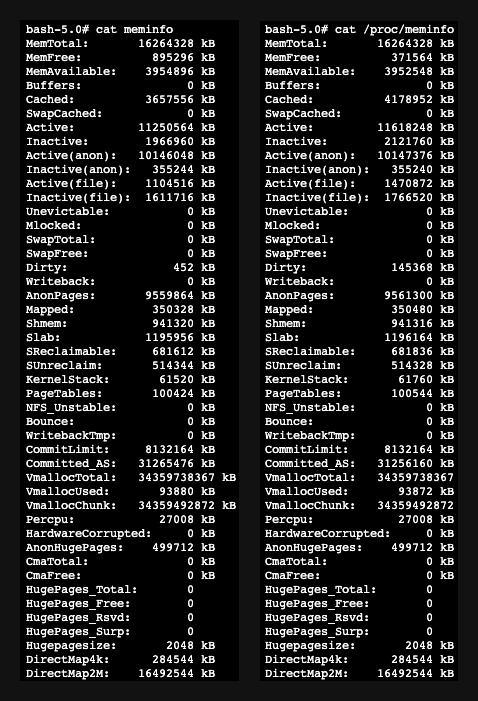 bash-5.0# cat meminfo
MemTotal:       16264328 kB
MemFree:          895296 kB
MemAvailable:    3954896 kB
Buffers:               0 kB
Cached:          3657556 kB
SwapCached:            0 kB
Active:         11250564 kB
Inactive:        1966960 kB
Active(anon):   10146048 kB
Inactive(anon):   355244 kB
Active(file):    1104516 kB
Inactive(file):  1611716 kB
Unevictable:           0 kB
Mlocked:               0 kB
SwapTotal:             0 kB
SwapFree:              0 kB
Dirty:               452 kB
Writeback:             0 kB
AnonPages:       9559864 kB
Mapped:           350328 kB
Shmem:            941320 kB
Slab:            1195956 kB
SReclaimable:     681612 kB
SUnreclaim:       514344 kB
KernelStack:       61520 kB
PageTables:       100424 kB
NFS_Unstable:          0 kB
Bounce:                0 kB
WritebackTmp:          0 kB
CommitLimit:     8132164 kB
Committed_AS:   31265476 kB
VmallocTotal:   34359738367 kB
VmallocUsed:       93880 kB
VmallocChunk:   34359492872 kB
Percpu:            27008 kB
HardwareCorrupted:     0 kB
AnonHugePages:    499712 kB
CmaTotal:              0 kB
CmaFree:               0 kB
HugePages_Total:       0
HugePages_Free:        0
HugePages_Rsvd:        0
HugePages_Surp:        0
Hugepagesize:       2048 kB
DirectMap4k:      284544 kB
DirectMap2M:    16492544 kB
bash-5.0# cat /proc/meminfo
MemTotal:       16264328 kB
MemFree:          371564 kB
MemAvailable:    3952548 kB
Buffers:               0 kB
Cached:          4178952 kB
SwapCached:            0 kB
Active:         11618248 kB
Inactive:        2121760 kB
Active(anon):   10147376 kB
Inactive(anon):   355240 kB
Active(file):    1470872 kB
Inactive(file):  1766520 kB
Unevictable:           0 kB
Mlocked:               0 kB
SwapTotal:             0 kB
SwapFree:              0 kB
Dirty:            145368 kB
Writeback:             0 kB
AnonPages:       9561300 kB
Mapped:           350480 kB
Shmem:            941316 kB
Slab:            1196164 kB
SReclaimable:     681836 kB
SUnreclaim:       514328 kB
KernelStack:       61760 kB
PageTables:       100544 kB
NFS_Unstable:          0 kB
Bounce:                0 kB
WritebackTmp:          0 kB
CommitLimit:     8132164 kB
Committed_AS:   31256160 kB
VmallocTotal:   34359738367
VmallocUsed:       93872 kB
VmallocChunk:   34359492872
Percpu:            27008 kB
HardwareCorrupted:     0 kB
AnonHugePages:    499712 kB
CmaTotal:              0 kB
CmaFree:               0 kB
HugePages_Total:       0
HugePages_Free:        0
HugePages_Rsvd:        0
HugePages_Surp:        0
Hugepagesize:       2048 kB
DirectMap4k:      284544 kB
DirectMap2M:    16492544 kB